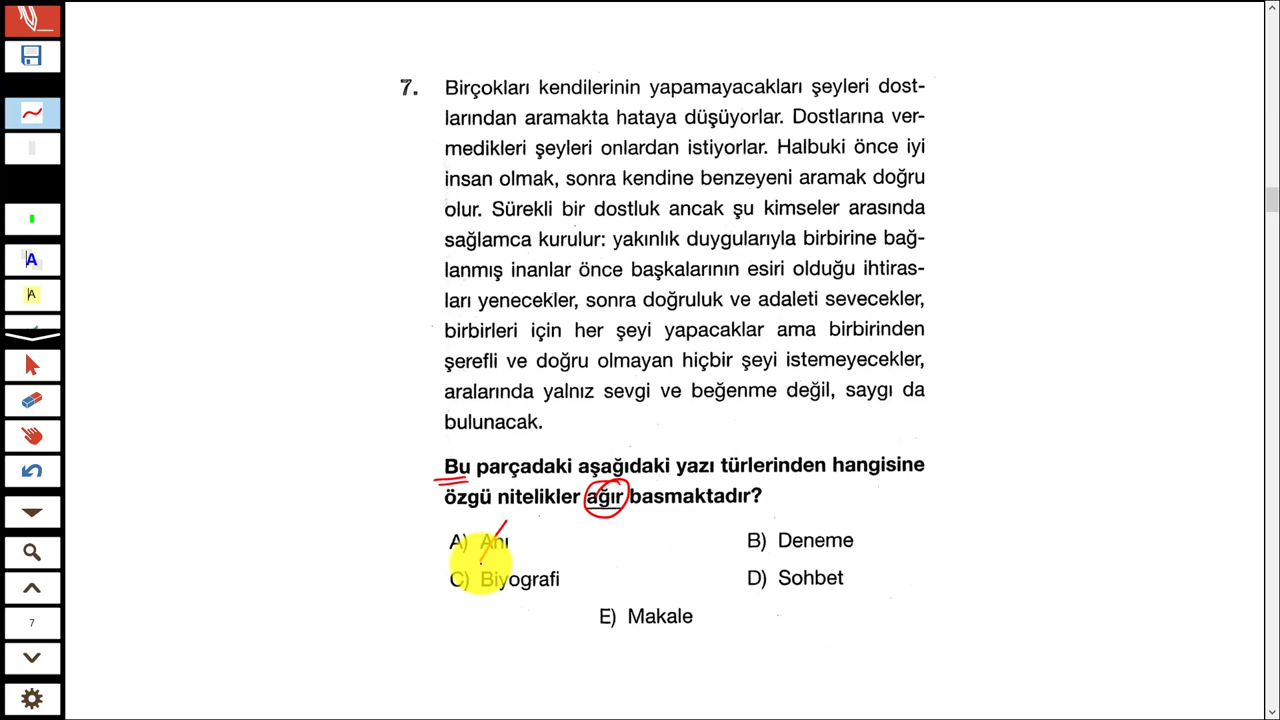 7. Birçokları kendilerinin yapamayacakları şeyleri dost-
larından aramakta hataya düşüyorlar. Dostlarına ver-
medikleri şeyleri onlardan istiyorlar. Halbuki önce iyi
insan olmak, sonra kendine benzeyeni aramak doğru
olur. Sürekli bir dostluk ancak şu kimseler arasında
sağlamca kurulur: yakınlık duygularıyla birbirine bağ-
lanmış inanlar önce başkalarının esiri olduğu ihtiras-
ları yenecekler, sonra doğruluk ve adaleti sevecekler,
birbirleri için her şeyi yapacaklar ama birbirinden
şerefli ve doğru olmayan hiçbir şeyi istemeyecekler,
aralarında yalnız sevgi ve beğenme değil, saygı da
bulunacak.
Bu parçadaki aşağıdaki yazı türlerinden hangisine
özgü nitelikler ağır basmaktadır?
A) Anı B) Deneme
C) Biyografi D) Sohbet
E) Makale
A
A
7